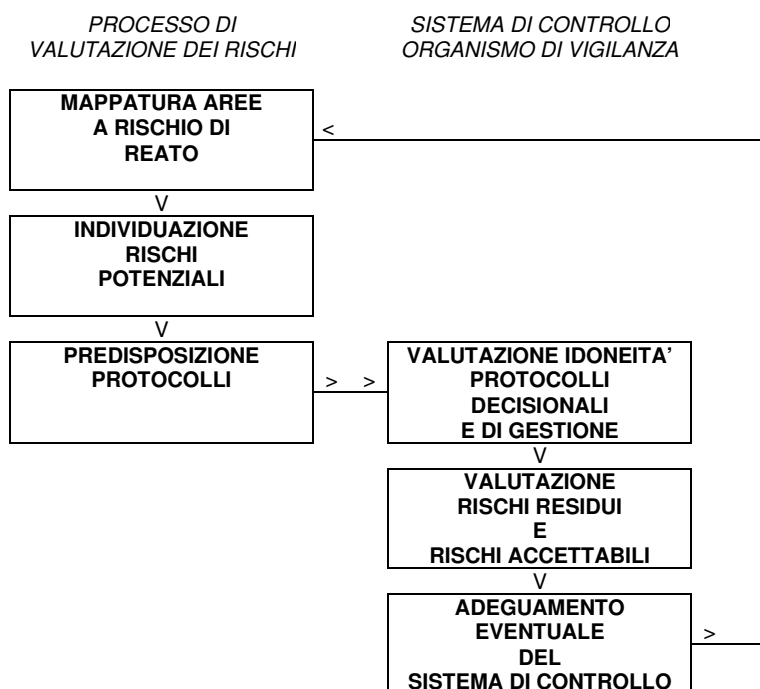 PROCESSO DI
VALUTAZIONE DEI RISCHI
SISTEMA DI CONTROLLO
ORGANISMO DI VIGILANZA
MAPPATURA AREE
A RISCHIO DI
REATO
<
V
INDIVIDUAZIONE
RISCHI
POTENZIALI
V
PREDISPOSIZIONE
PROTOCOLLI
> >
VALUTAZIONE IDONEITA’
PROTOCOLLI
DECISIONALI
E DI GESTIONE
V
VALUTAZIONE
RISCHI RESIDUI
E
RISCHI ACCETTABILI
V
ADEGUAMENTO
EVENTUALE
DEL
SISTEMA DI CONTROLLO
>